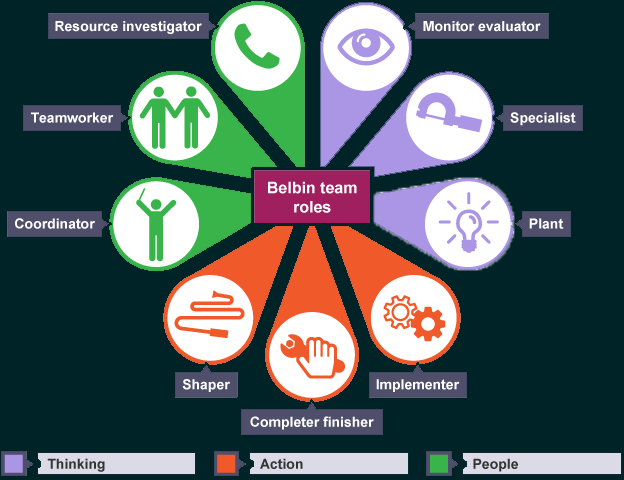 Resource investigator
Monitor evaluator
Teamworker
Specialist
Belbin team
roles
Coordinator
Plant
Shaper
Implementer
Completer finisher
Thinking
Action
People